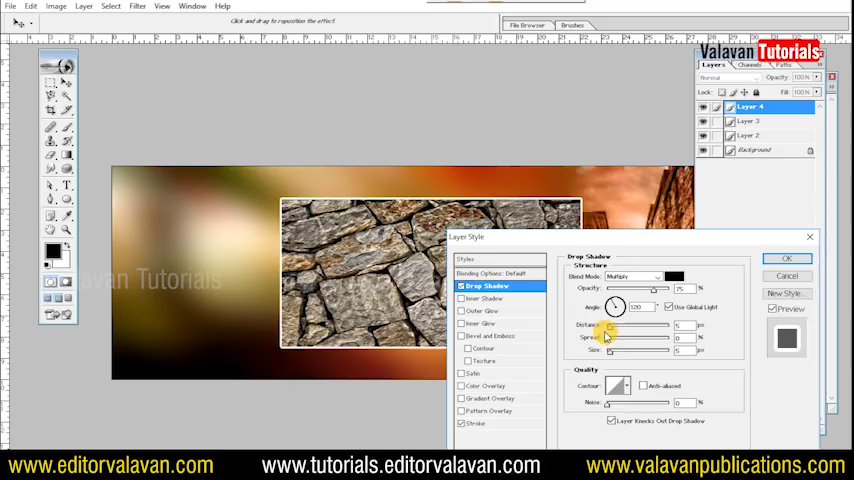 File Edit Image Layer Select Filter View Window Help
Click and drag to reposition the effect.
File Browser Brushes
Valavan Tutorials
Layers Channels Paths
Normal Opacity: 100%
Lock: Fill: 100%
Layer 4
Layer 3
Layer 2
Background
Valavan Tutorials
Layer Style
Styles
Blending Options: Default
Drop Shadow
Inner Shadow
Outer Glow
Inner Glow
Bevel and Emboss
Contour
Texture
Satin
Color Overlay
Gradient Overlay
Pattern Overlay
Stroke
Drop Shadow
Structure
Blend Mode: Multiply
Opacity: 75 %
Angle: 120 ° Use Global Light
Distance: 5 px
Spread: 0 %
Size: 5 px
Quality
Contour: Anti-aliased
Noise: 0 %
Layer Knocks Out Drop Shadow
OK
Cancel
New Style...
Preview
www.editorvalavan.com www.tutorials.editorvalavan.com www.valavanpublications.com